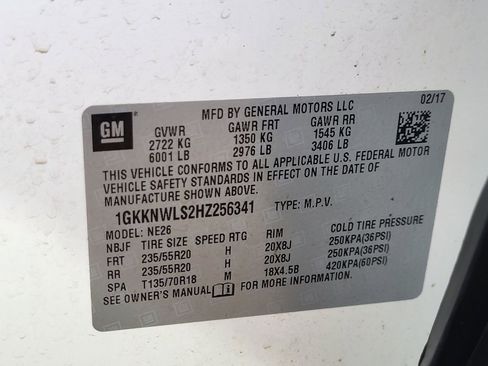 MFD BY GENERAL MOTORS LLC 02/17
GM
GVWR GAWR FRT GAWR RR
2722 KG 1350 KG 1545 KG
6001 LB 2976 LB 3406 LB
THIS VEHICLE CONFORMS TO ALL APPLICABLE U.S. FEDERAL MOTOR
VEHICLE SAFETY STANDARDS IN EFFECT ON THE DATE OF
MANUFACTURE SHOWN ABOVE.
1GKKNWLS2HZ256341 TYPE: M.P.V.
MODEL: NE26
NBJF TIRE SIZE SPEED RTG RIM COLD TIRE PRESSURE
FRT 235/55R20 H 20X8J 250KPA(36PSI)
RR 235/55R20 H 20X8J 250KPA(36PSI)
SPA T135/70R18 M 18X4.5B 420KPA(60PSI)
SEE OWNER'S MANUAL FOR MORE INFORMATION.